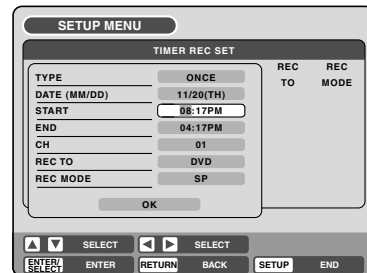 SETUP MENU
TIMER REC SET
REC REC
TO MODE
TYPE ONCE
DATE (MM/DD) 11/20(TH)
START 08:17PM
END 04:17PM
CH 01
REC TO DVD
REC MODE SP
OK
SELECT SELECT
ENTER/
SELECT ENTER RETURN BACK SETUP END